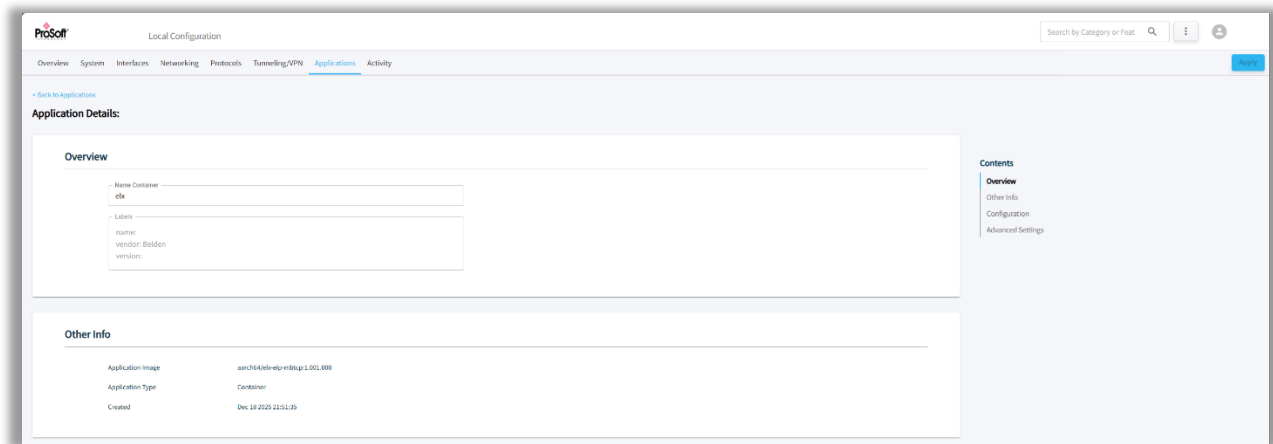 ProSoft
Local Configuration
Search by Category or Feat
Overview System Interfaces Networking Protocols Tunneling/VPN Applications Activity
Apply
< Back to Applications
Application Details:
Overview
Name Container
elx
Labels
name:
vendor: Belden
version:
Contents
Overview
Other Info
Configuration
Advanced Settings
Other Info
Application Image aarch64/elx-eip-mbtcp:1.001.000
Application Type Container
Created Dec 18 2025 21:51:35